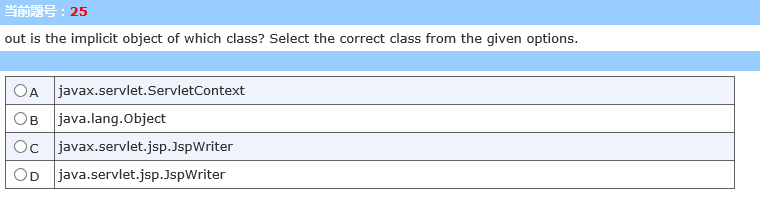 当前题号：25
out is the implicit object of which class? Select the correct class from the given options.
A javax.servlet.ServletContext
B java.lang.Object
C javax.servlet.jsp.JspWriter
D java.servlet.jsp.JspWriter